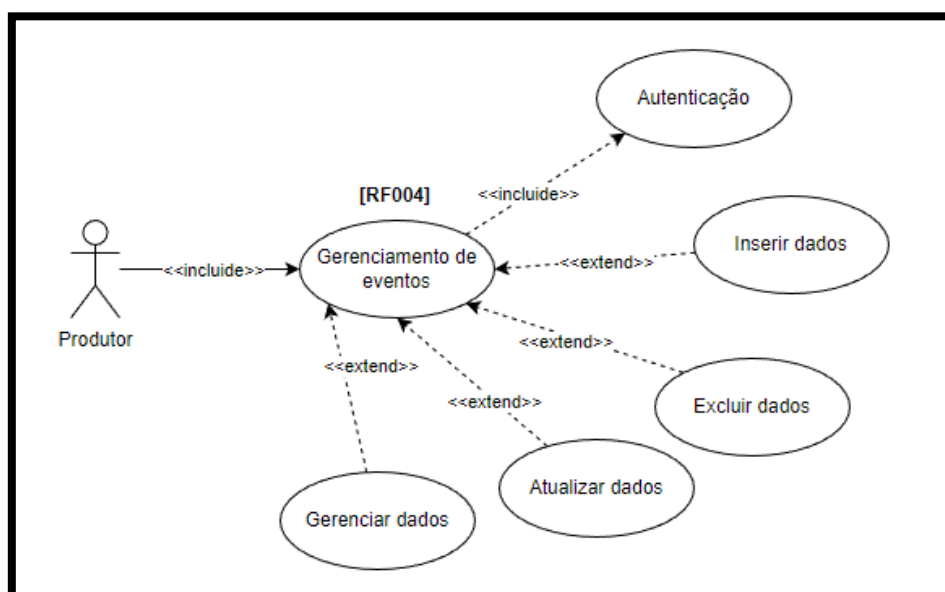 Autenticação
<<incluide>>
[RF004]
Gerenciamento de
eventos
Inserir dados
<<extend>>
<<incluide>>
Produtor
<<extend>>
<<extend>>
<<extend>>
Excluir dados
Atualizar dados
Gerenciar dados